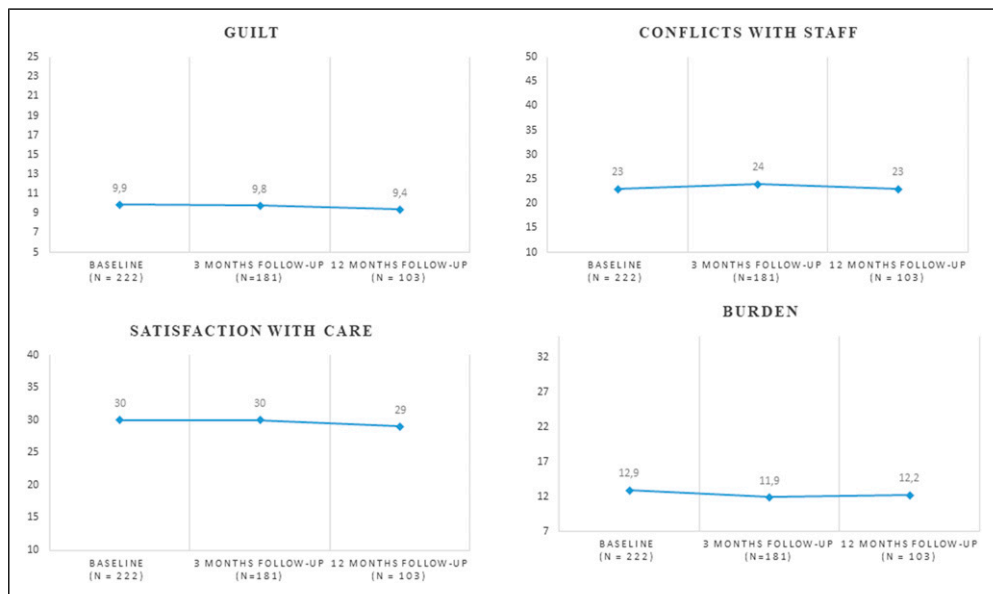 GUILT
25
23
21
19
17
15
13
11
9
7
5
9,9
9,8
9,4
BASELINE
(N = 222)
3 MONTHS FOLLOW-UP
(N=181)
12 MONTHS FOLLOW-UP
(N = 103)
CONFLICTS WITH STAFF
50
45
40
35
30
25
20
15
10
23
24
23
BASELINE
(N = 222)
3 MONTHS FOLLOW-UP
(N=181)
12 MONTHS FOLLOW-UP
(N = 103)
SATISFACTION WITH CARE
40
35
30
25
20
15
10
30
30
29
BASELINE
(N = 222)
3 MONTHS FOLLOW-UP
(N=181)
12 MONTHS FOLLOW-UP
(N = 103)
BURDEN
32
27
22
17
12
7
12,9
11,9
12,2
BASELINE
(N = 222)
3 MONTHS FOLLOW-UP
(N=181)
12 MONTHS FOLLOW-UP
(N = 103)